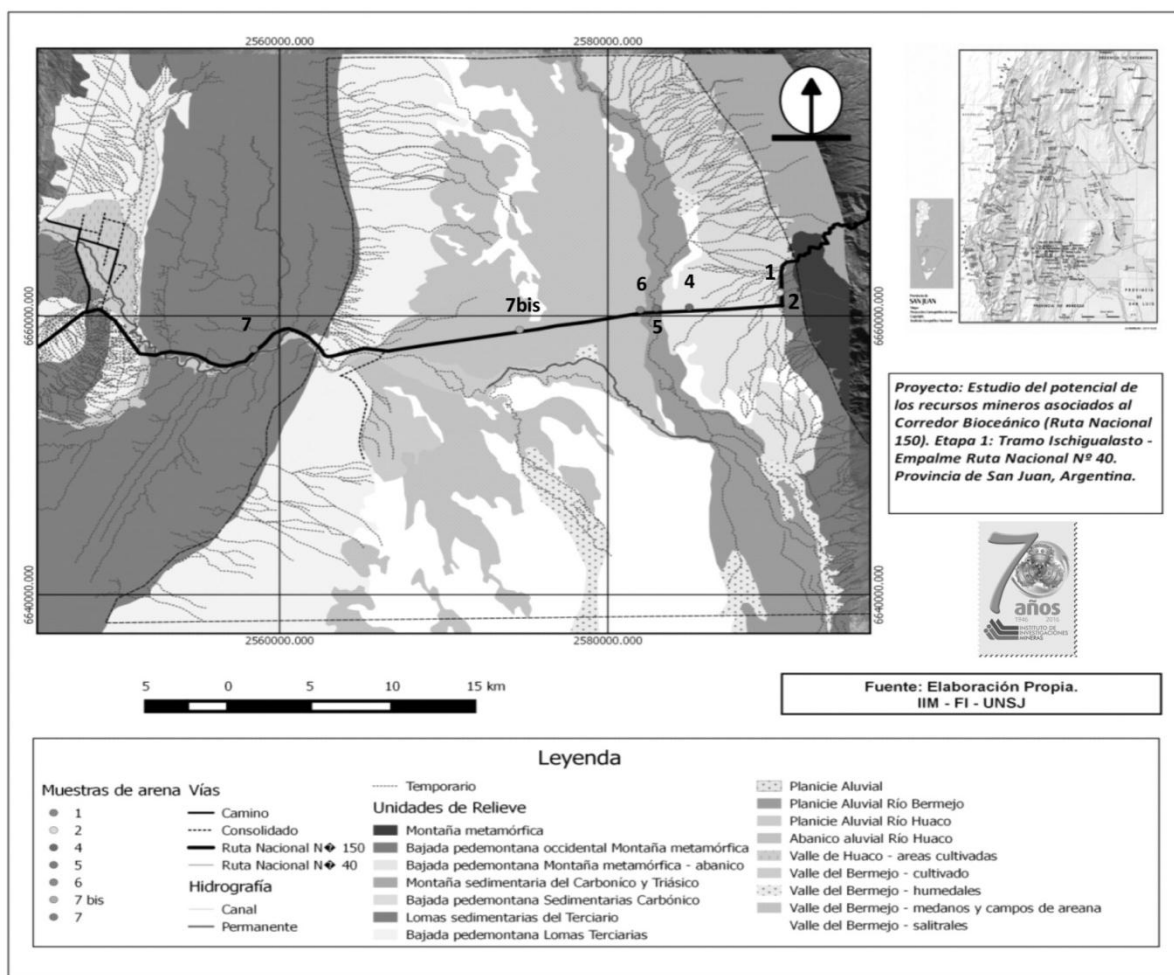 2560000.000
2580000.000
6660000.000
6660000.000
6640000.000
6640000.000
7
7bis
6
4
5
1
2
2560000.000
2580000.000
Provincia de
SAN JUAN
Proyecto: Estudio del potencial de
los recursos mineros asociados al
Corredor Bioceánico (Ruta Nacional
150). Etapa 1: Tramo Ischigualasto -
Empalme Ruta Nacional Nº 40.
Provincia de San Juan, Argentina.
70
años
1946 2016
INSTITUTO DE
INVESTIGACIONES
MINERAS
5 0 5 10 15 km
Fuente: Elaboración Propia.
IIM - FI - UNSJ
Leyenda
Muestras de arena
1
2
4
5
6
7 bis
7
Vías
Camino
Consolidado
Ruta Nacional N� 150
Ruta Nacional N� 40
Hidrografía
Canal
Permanente
Temporario
Unidades de Relieve
Montaña metamórfica
Bajada pedemontana occidental Montaña metamórfica
Bajada pedemontana Montaña metamórfica - abanico
Montaña sedimentaria del Carboníco y Triásico
Bajada pedemontana Sedimentarias Carbónico
Lomas sedimentarias del Terciario
Bajada pedemontana Lomas Terciarias
Planicie Aluvial
Planicie Aluvial Río Bermejo
Planicie Aluvial Río Huaco
Abanico aluvial Río Huaco
Valle de Huaco - areas cultivadas
Valle del Bermejo - cultivado
Valle del Bermejo - humedales
Valle del Bermejo - medanos y campos de areana
Valle del Bermejo - salitrales